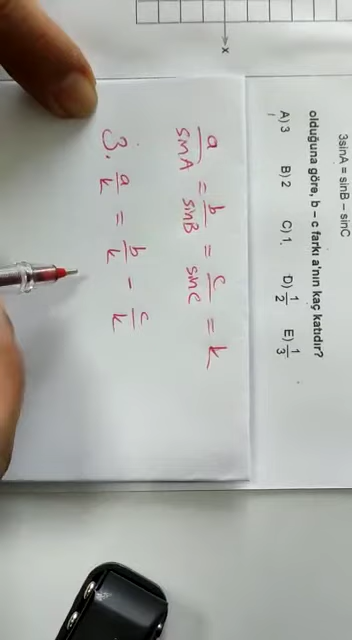 x
3sinA = sinB – sinC
olduğuna göre, b – c farkı a'nın kaç katıdır?
A) 3 B) 2 C) 1 D) 1/2 E) 1/3
a/sinA = b/sinB = c/sinC = k
3. a/k = b/k - c/k